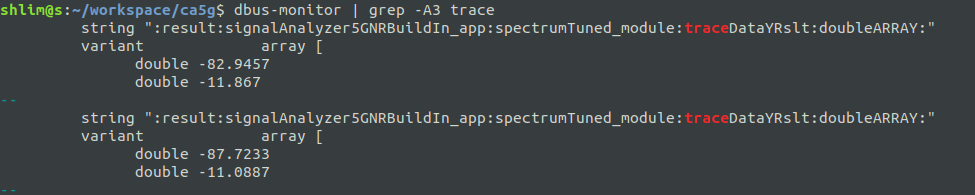 shlim@s:~/workspace/ca5g$ dbus-monitor | grep -A3 trace
string ":result:signalAnalyzer5GNRBuildIn_app:spectrumTuned_module:traceDataYRslt:doubleARRAY:"
variant             array [
double -82.9457
double -11.867
--
string ":result:signalAnalyzer5GNRBuildIn_app:spectrumTuned_module:traceDataYRslt:doubleARRAY:"
variant             array [
double -87.7233
double -11.0887
--